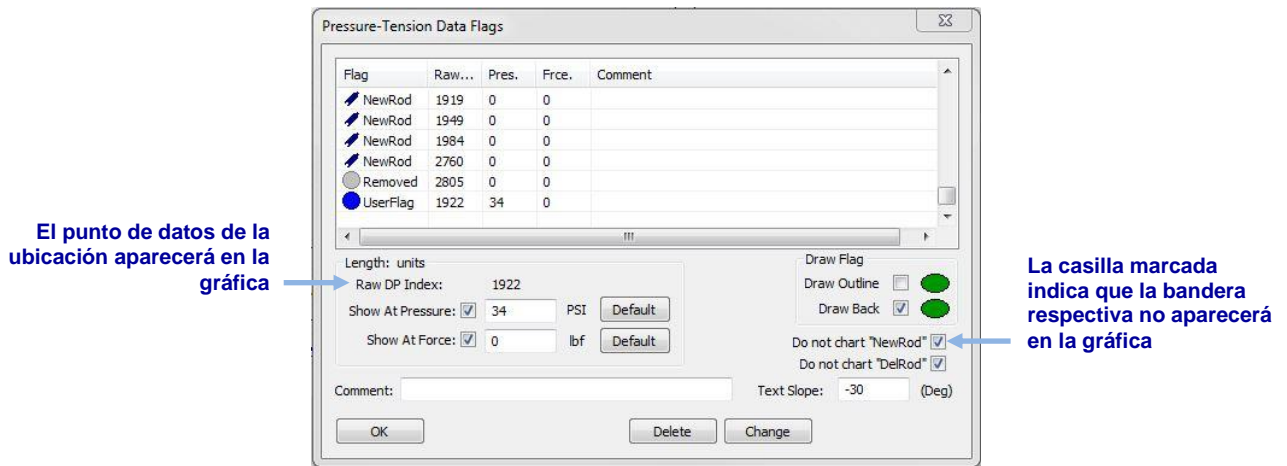 Pressure-Tension Data Flags
Flag Raw... Pres. Frce. Comment
NewRod 1919 0 0
NewRod 1949 0 0
NewRod 1984 0 0
NewRod 2760 0 0
Removed 2805 0 0
UserFlag 1922 34 0
El punto de datos de la
ubicación aparecerá en la
gráfica
Length: units
Raw DP Index: 1922
Show At Pressure: 34 PSI Default
Show At Force: 0 lbf Default
Draw Flag
Draw Outline
Draw Back
Do not chart "NewRod"
Do not chart "DelRod"
Comment:
Text Slope: -30 (Deg)
OK Delete Change
La casilla marcada
indica que la bandera
respectiva no aparecerá
en la gráfica